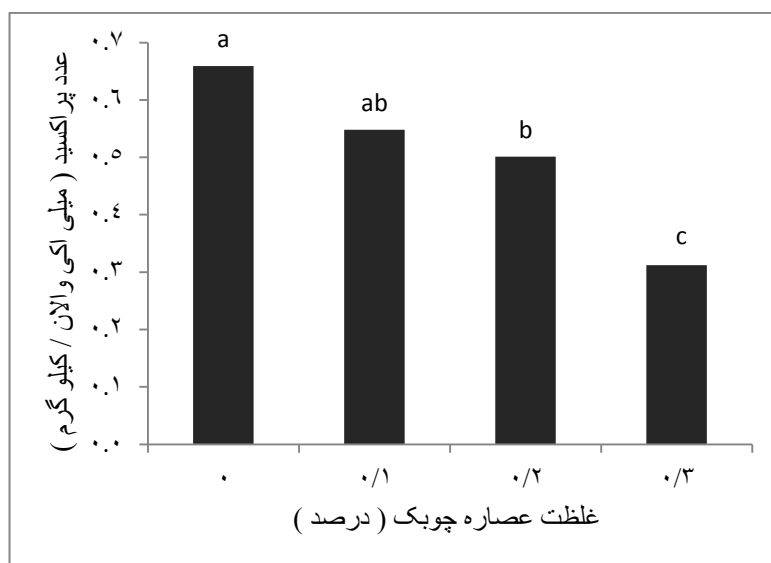 عدد پراکسید ( میلی اکی والان / کیلو گرم )
۰.۷
۰.۶
۰.۵
۰.۴
۰.۳
۰.۲
۰.۱
۰.۰
a
ab
b
c
۰
۰/۱
۰/۲
۰/۳
غلظت عصاره چوبک ( درصد )